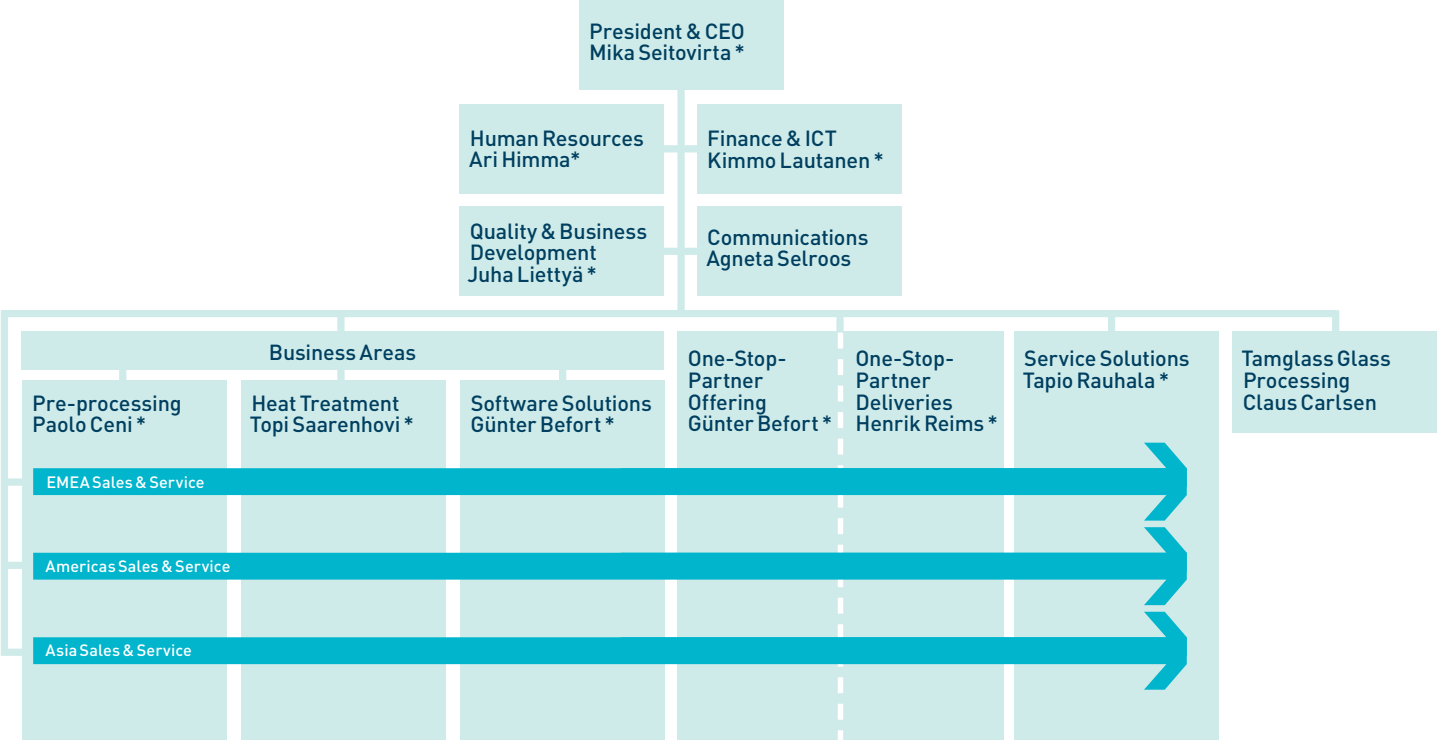 President & CEO
Mika Seitovirta *
Human Resources
Ari Himma*
Finance & ICT
Kimmo Lautanen *
Quality & Business
Development
Juha Liettyä *
Communications
Agneta Selroos
Business Areas
Pre-processing
Paolo Ceni *
Heat Treatment
Topi Saarenhovi *
Software Solutions
Günter Befort *
One-Stop-
Partner
Offering
Günter Befort *
One-Stop-
Partner
Deliveries
Henrik Reims *
Service Solutions
Tapio Rauhala *
Tamglass Glass
Processing
Claus Carlsen
EMEA Sales & Service
Americas Sales & Service
Asia Sales & Service